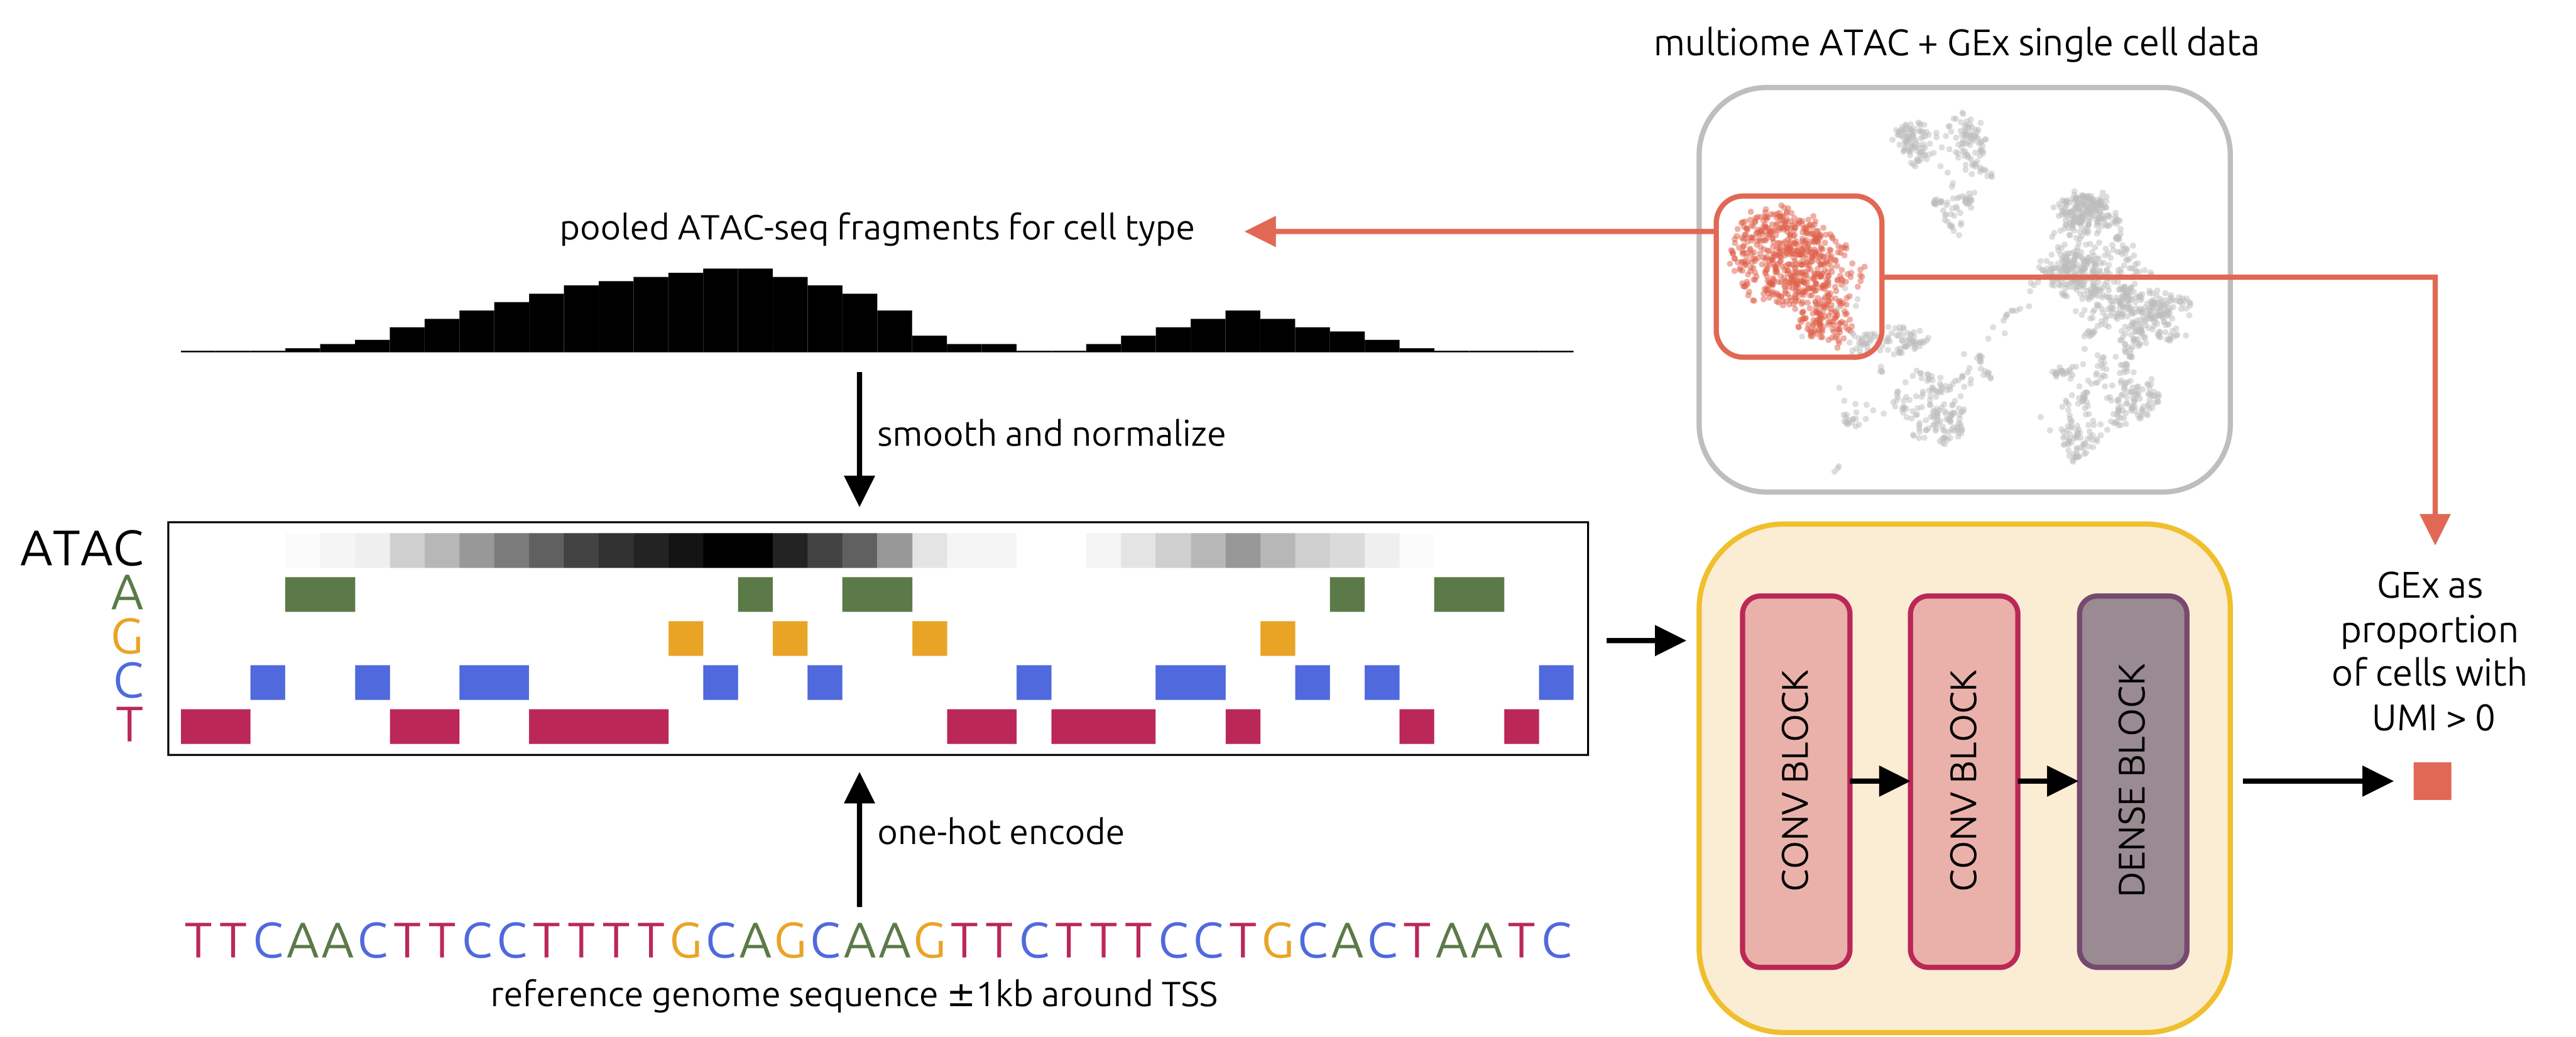 multiome ATAC + GEx single cell data
pooled ATAC-seq fragments for cell type
smooth and normalize
ATAC
A
G
C
T
one-hot encode
TTCAACTTCCTTTTGCAGCAAGTTCTTTCCTGCACTAATC
reference genome sequence ±1kb around TSS
CONV BLOCK
CONV BLOCK
DENSE BLOCK
GEx as
proportion
of cells with
UMI > 0